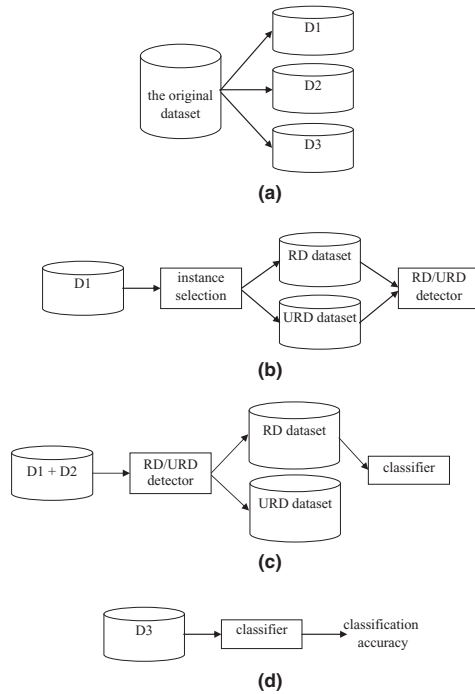 D1
the original
dataset
D2
D3
(a)
D1
instance
selection
RD dataset
URD dataset
RD/URD
detector
(b)
D1 + D2
RD/URD
detector
RD dataset
URD dataset
classifier
(c)
D3
classifier
classification
accuracy
(d)